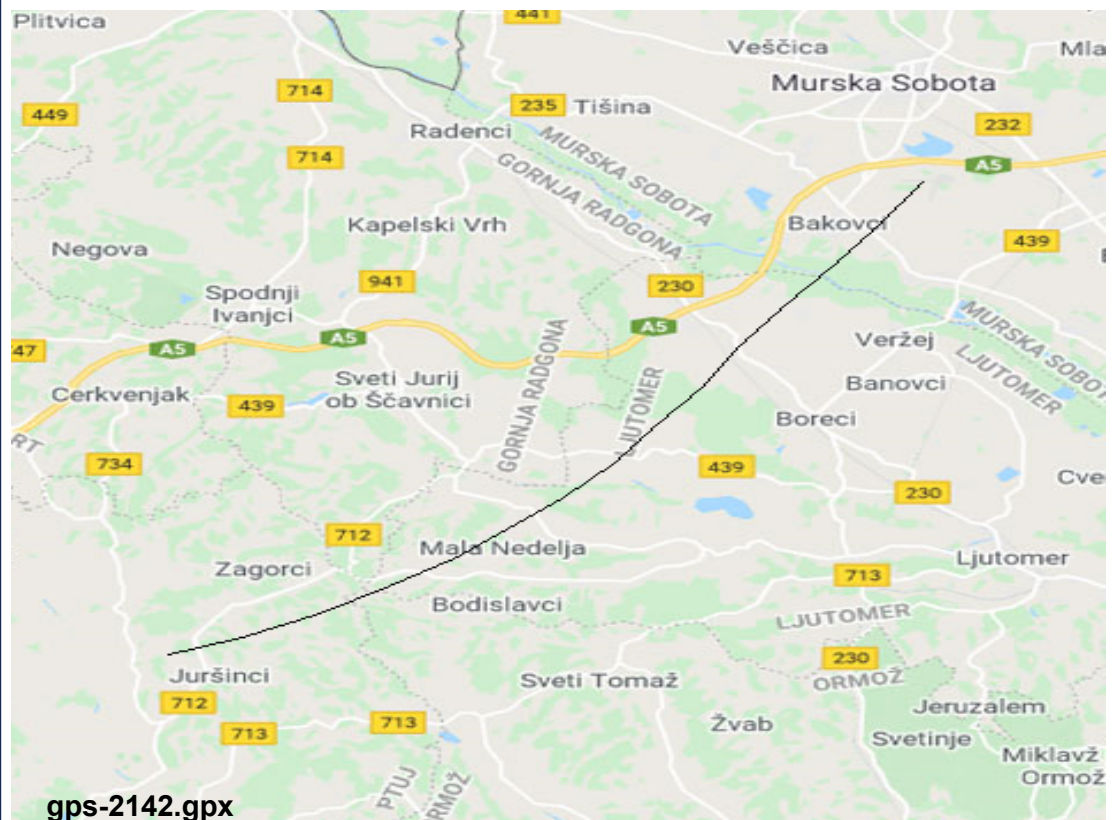 Plitvica
441
Veščica
Mla
Murska Sobota
714
449
235
Tišina
232
Radenci
714
MURSKA SOBOTA
GORNJA RADGONA
A5
Kapelski Vrh
Bakovci
439
Negova
941
230
Spodnji
Ivanjci
A5
MURSKA SOBOT
47
A5
A5
Veržej
LJUTOMER
Cerkvenjak
439
Sveti Jurij
ob Ščavnici
GORNJA RADGONA
LJUTOMER
Banovci
Boreci
RT
734
439
230
Cve
712
Mala Nedelja
Ljutomer
Zagorci
713
Bodislavci
LJUTOMER
230
ORMOŽ
Juršinci
712
Sveti Tomaž
Jeruzalem
713
713
Žvab
Svetinje
Miklavž
Ormož
PTUJ
ORMOŽ
gps-2142.gpx